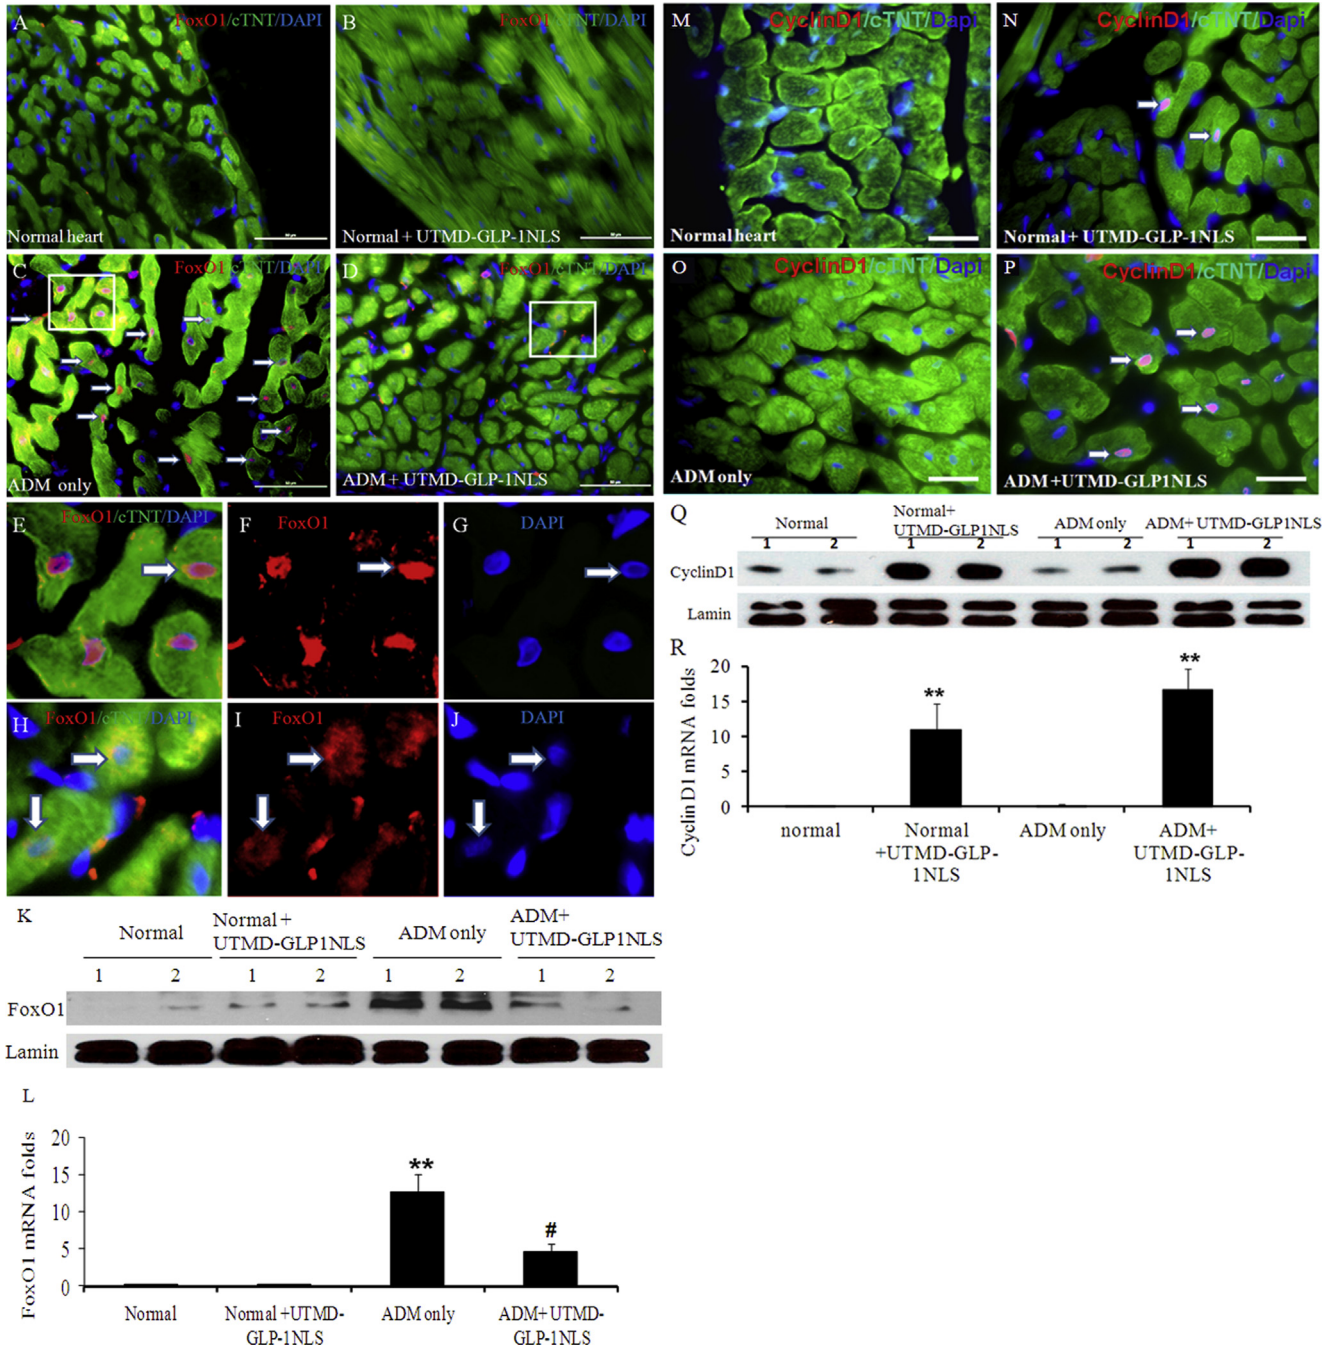 A
FoxO1/cTNT/DAPI
Normal heart
B
FoxO1/cTNT/DAPI
Normal + UTMD-GLP-1NLS
C
FoxO1/cTNT/DAPI
ADM only
D
FoxO1/cTNT/DAPI
ADM + UTMD-GLP-1NLS
E
FoxO1/cTNT/DAPI
F
FoxO1
G
DAPI
H
FoxO1/cTNT/DAPI
I
FoxO1
J
DAPI
K
Normal
Normal +
UTMD-GLP1NLS
ADM only
ADM+
UTMD-GLP1NLS
1 2 1 2 1 2 1 2
FoxO1
Lamin
L
FoxO1 mRNA folds
20
15
10
5
0
**
#
Normal
Normal +UTMD-
GLP-1NLS
ADM only
ADM+ UTMD-
GLP-1NLS
M
CyclinD1/cTNT/Dapi
Normal heart
N
CyclinD1/cTNT/Dapi
Normal + UTMD-GLP-1NLS
O
CyclinD1/cTNT/Dapi
ADM only
P
CyclinD1/cTNT/Dapi
ADM +UTMD-GLP1NLS
Q
Normal
Normal+
UTMD-GLP1NLS
ADM only
ADM+ UTMD-GLP1NLS
1 2 1 2 1 2 1 2
CyclinD1
Lamin
R
Cyclin D1 mRNA folds
20
15
10
5
0
**
**
normal
Normal
+UTMD-GLP-
1NLS
ADM only
ADM+
UTMD-GLP-
1NLS